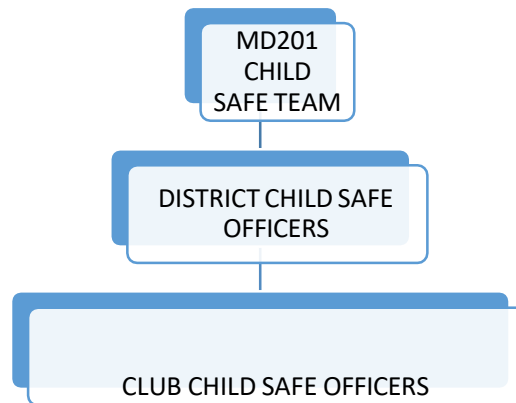 MD201
CHILD
SAFE TEAM
DISTRICT CHILD SAFE
OFFICERS
CLUB CHILD SAFE OFFICERS